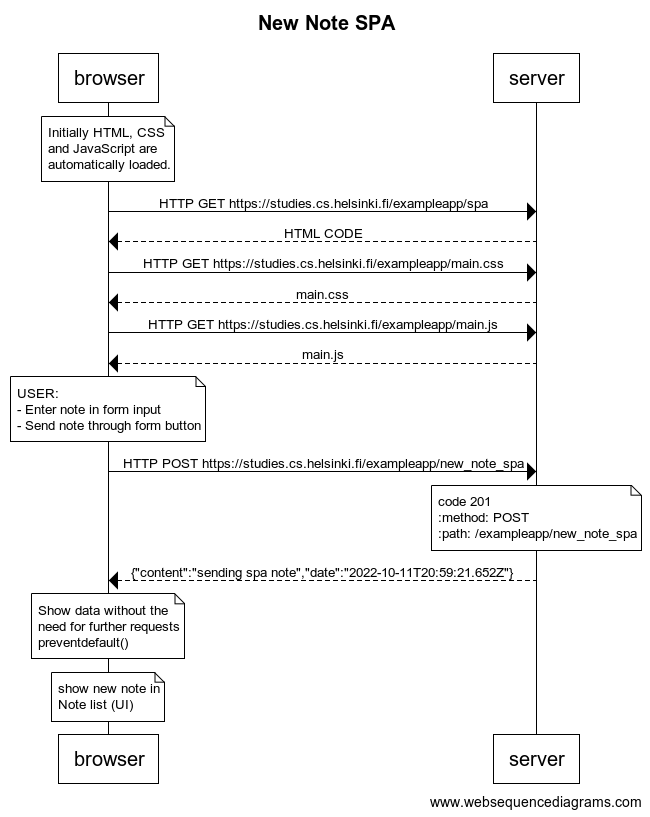 New Note SPA
browser
server
Initially HTML, CSS
and JavaScript are
automatically loaded.
HTTP GET https://studies.cs.helsinki.fi/exampleapp/spa
HTML CODE
HTTP GET https://studies.cs.helsinki.fi/exampleapp/main.css
main.css
HTTP GET https://studies.cs.helsinki.fi/exampleapp/main.js
main.js
USER:
- Enter note in form input
- Send note through form button
HTTP POST https://studies.cs.helsinki.fi/exampleapp/new_note_spa
code 201
:method: POST
:path: /exampleapp/new_note_spa
{"content":"sending spa note","date":"2022-10-11T20:59:21.652Z"}
Show data without the
need for further requests
preventdefault()
show new note in
Note list (UI)
browser
server
www.websequencediagrams.com